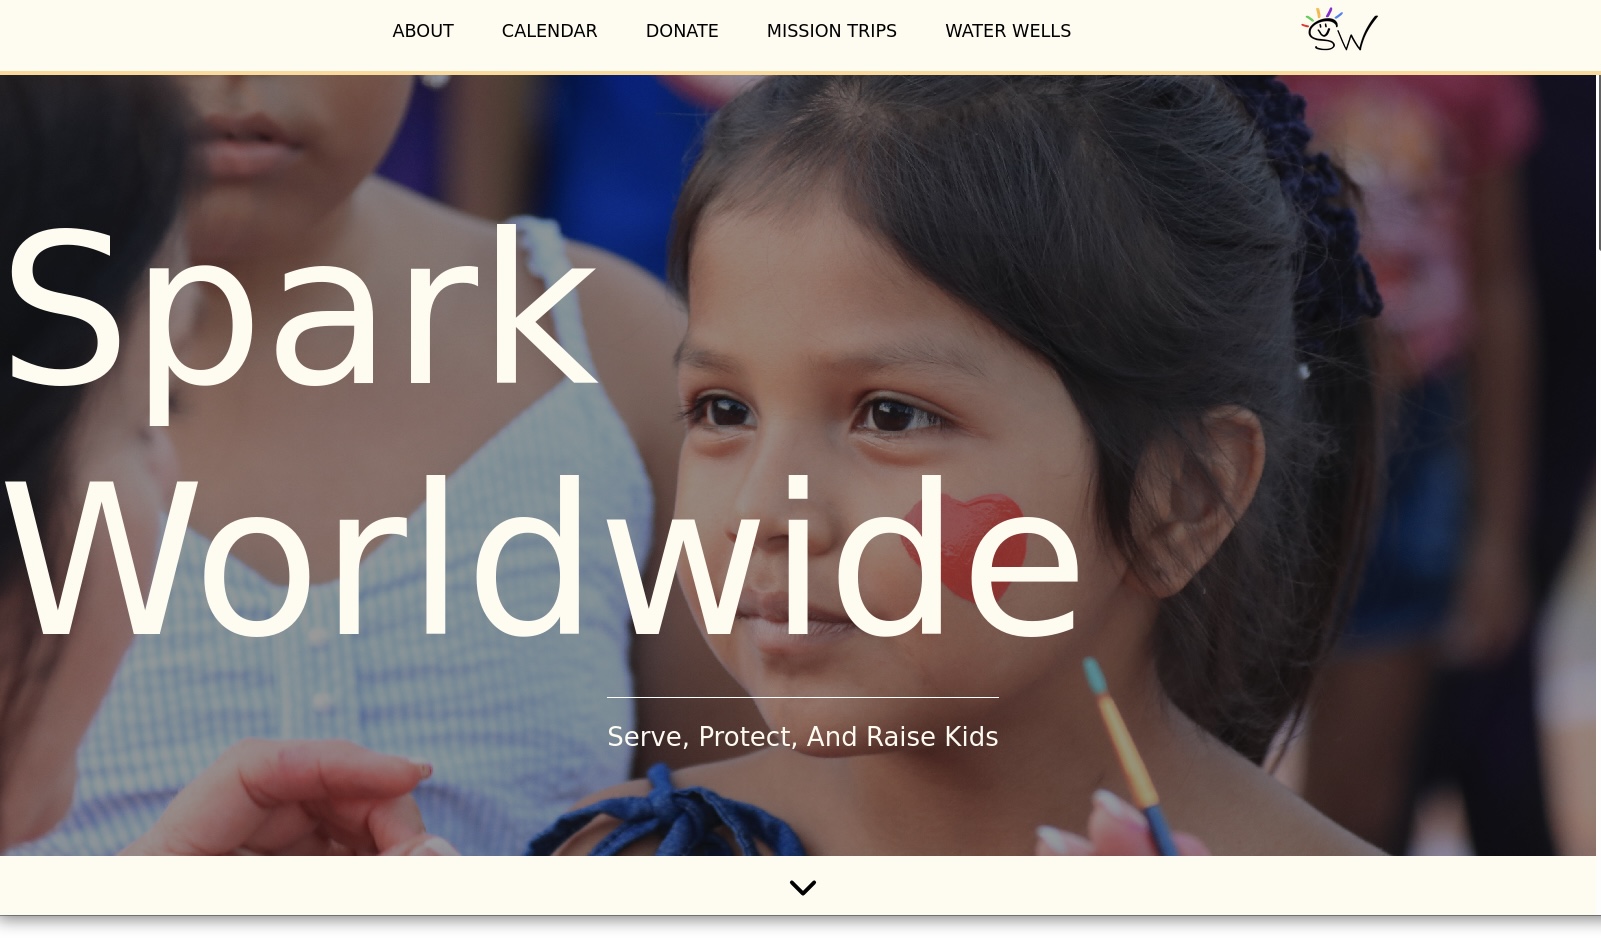 ABOUT CALENDAR DONATE MISSION TRIPS WATER WELLS SW
Spark
Worldwide
Serve, Protect, And Raise Kids